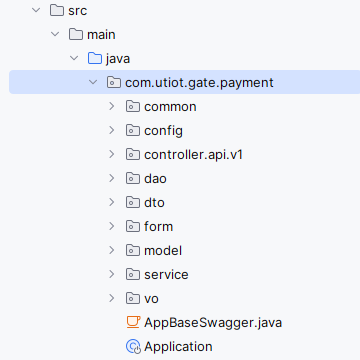 src
main
java
com.utiot.gate.payment
common
config
controller.api.v1
dao
dto
form
model
service
vo
AppBaseSwagger.java
Application